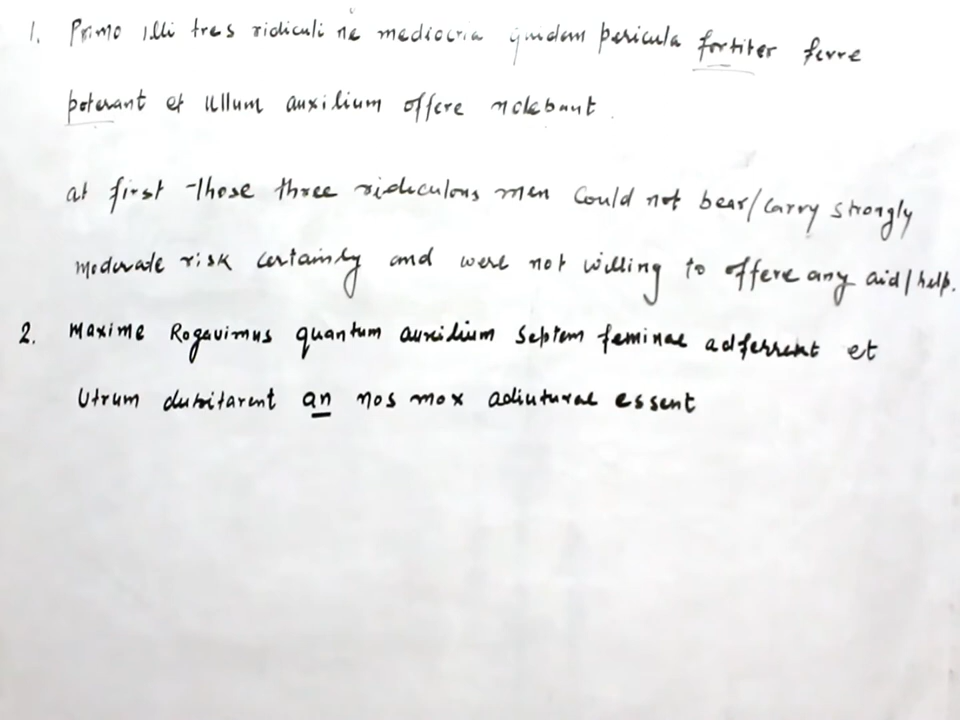 1. Primo illi tres ridiculi ne mediocria quidem pericula fortiter ferre
poterant et ullum auxilium offere nolebant.
at first those three ridiculous men could not bear/carry strongly
moderate risk certainly and were not willing to offere any aid/help.
2. Maxime Rogavimus quantum auxilium septem feminae adferrent et
Utrum dubitarent an nos mox adiuturae essent